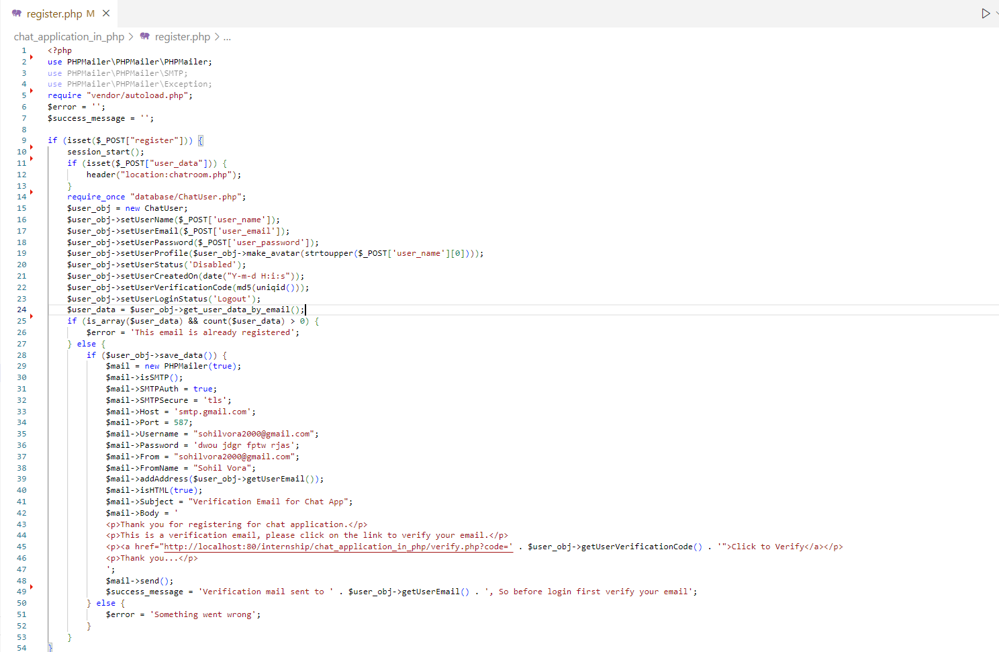 register.php M
chat_application_in_php > register.php > ...
1 <?php
2 use PHPMailer\PHPMailer\PHPMailer;
3 use PHPMailer\PHPMailer\SMTP;
4 use PHPMailer\PHPMailer\Exception;
5 require "vendor/autoload.php";
6 $error = '';
7 $success_message = '';
8
9 if (isset($_POST["register"])) {
10 session_start();
11 if (isset($_POST["user_data"])) {
12 header("location:chatroom.php");
13 }
14 require_once "database/ChatUser.php";
15 $user_obj = new ChatUser;
16 $user_obj->setUserName($_POST['user_name']);
17 $user_obj->setUserEmail($_POST['user_email']);
18 $user_obj->setUserPassword($_POST['user_password']);
19 $user_obj->setUserProfile($user_obj->make_avatar(strtoupper($_POST['user_name'][0])));
20 $user_obj->setUserStatus('Disabled');
21 $user_obj->setUserCreatedOn(date("Y-m-d H:i:s"));
22 $user_obj->setUserVerificationCode(md5(uniqid()));
23 $user_obj->setUserLoginStatus('Logout');
24 $user_data = $user_obj->get_user_data_by_email();
25 if (is_array($user_data) && count($user_data) > 0) {
26 $error = 'This email is already registered';
27 } else {
28 if ($user_obj->save_data()) {
29 $mail = new PHPMailer(true);
30 $mail->isSMTP();
31 $mail->SMTPAuth = true;
32 $mail->SMTPSecure = 'tls';
33 $mail->Host = 'smtp.gmail.com';
34 $mail->Port = 587;
35 $mail->Username = "sohilvora2000@gmail.com";
36 $mail->Password = 'dwou jdgr fptw rjas';
37 $mail->From = "sohilvora2000@gmail.com";
38 $mail->FromName = "Sohil Vora";
39 $mail->addAddress($user_obj->getUserEmail());
40 $mail->isHTML(true);
41 $mail->Subject = "Verification Email for Chat App";
42 $mail->Body = '
43 <p>Thank you for registering for chat application.</p>
44 <p>This is a verification email, please click on the link to verify your email.</p>
45 <p><a href="http://localhost:80/internship/chat_application_in_php/verify.php?code=' . $user_obj->getUserVerificationCode() . '">Click to Verify</a></p>
46 <p>Thank you...</p>
47 ';
48 $mail->send();
49 $success_message = 'Verification mail sent to ' . $user_obj->getUserEmail() . ', So before login first verify your email';
50 } else {
51 $error = 'Something went wrong';
52 }
53 }
54 }